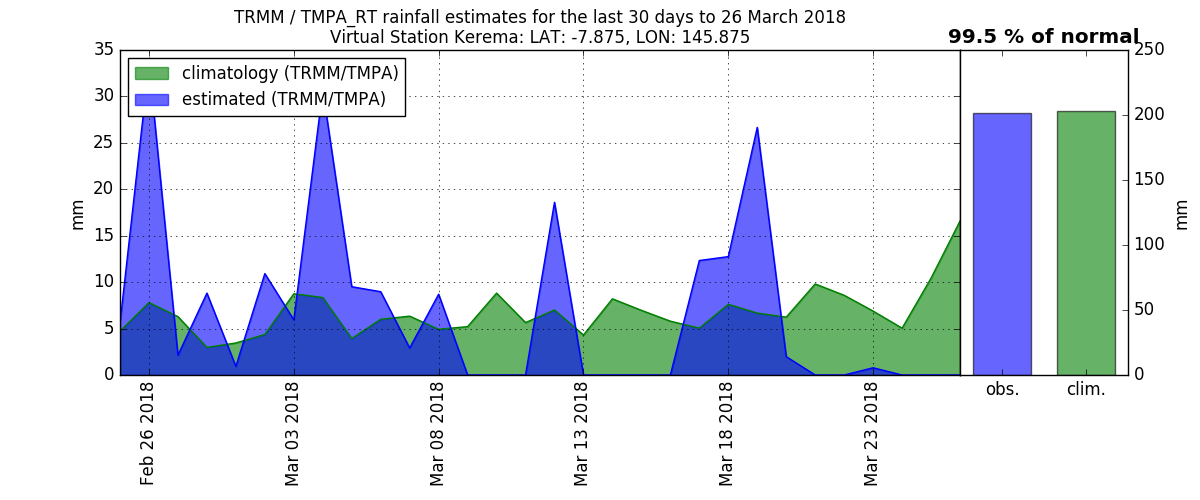 TRMM / TMPA_RT rainfall estimates for the last 30 days to 26 March 2018
Virtual Station Kerema: LAT: -7.875, LON: 145.875
99.5 % of normal
climatology (TRMM/TMPA)
estimated (TRMM/TMPA)
35
30
25
20
15
10
5
0
mm
Feb 26 2018
Mar 03 2018
Mar 08 2018
Mar 13 2018
Mar 18 2018
Mar 23 2018
250
200
150
100
50
0
mm
obs.
clim.